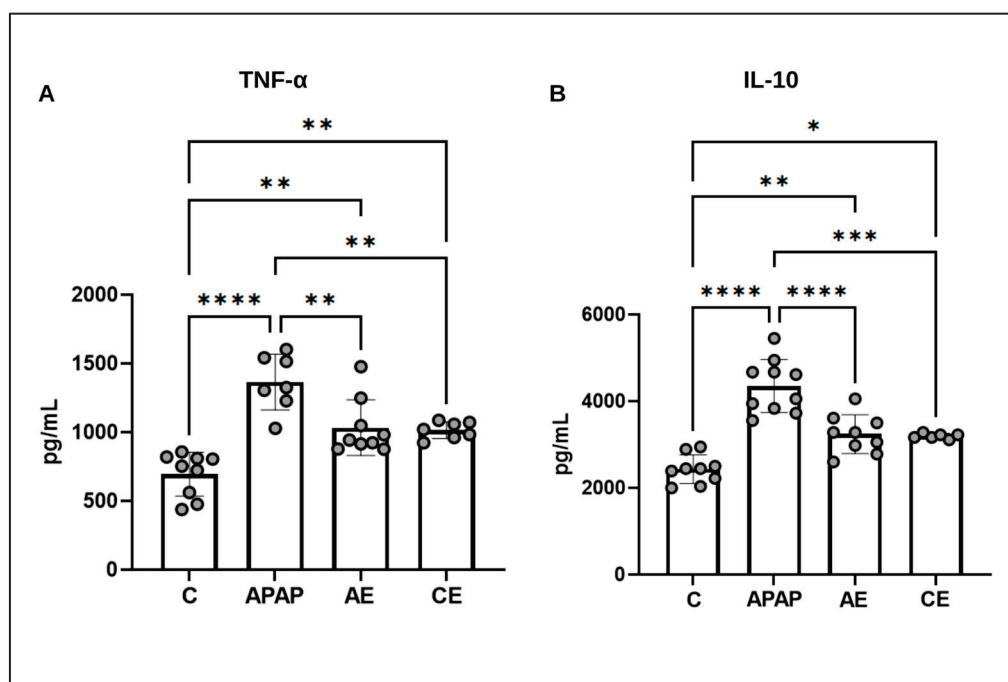 TNF-α
IL-10
A
B
**
**
**
****
**
*
**
***
****
****
2000
1500
1000
500
0
pg/mL
C
APAP
AE
CE
6000
4000
2000
0
pg/mL
C
APAP
AE
CE